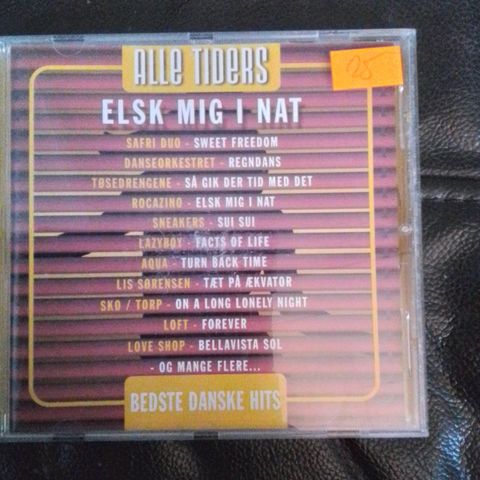 ALLE TIDERS
25
ELSK MIG I NAT
SAFRI DUO - SWEET FREEDOM
DANSEORKESTRET - REGNDANS
TØSEDRENGENE - SÅ GIK DER TID MED DET
ROCAZINO - ELSK MIG I NAT
SNEAKERS - SUI SUI
LAZYBOY - FACTS OF LIFE
AQUA - TURN BACK TIME
LIS SØRENSEN - TÆT PÅ ÆKVATOR
SKO / TORP - ON A LONG LONELY NIGHT
LOFT - FOREVER
LOVE SHOP - BELLAVISTA SOL
- OG MANGE FLERE...
BEDSTE DANSKE HITS